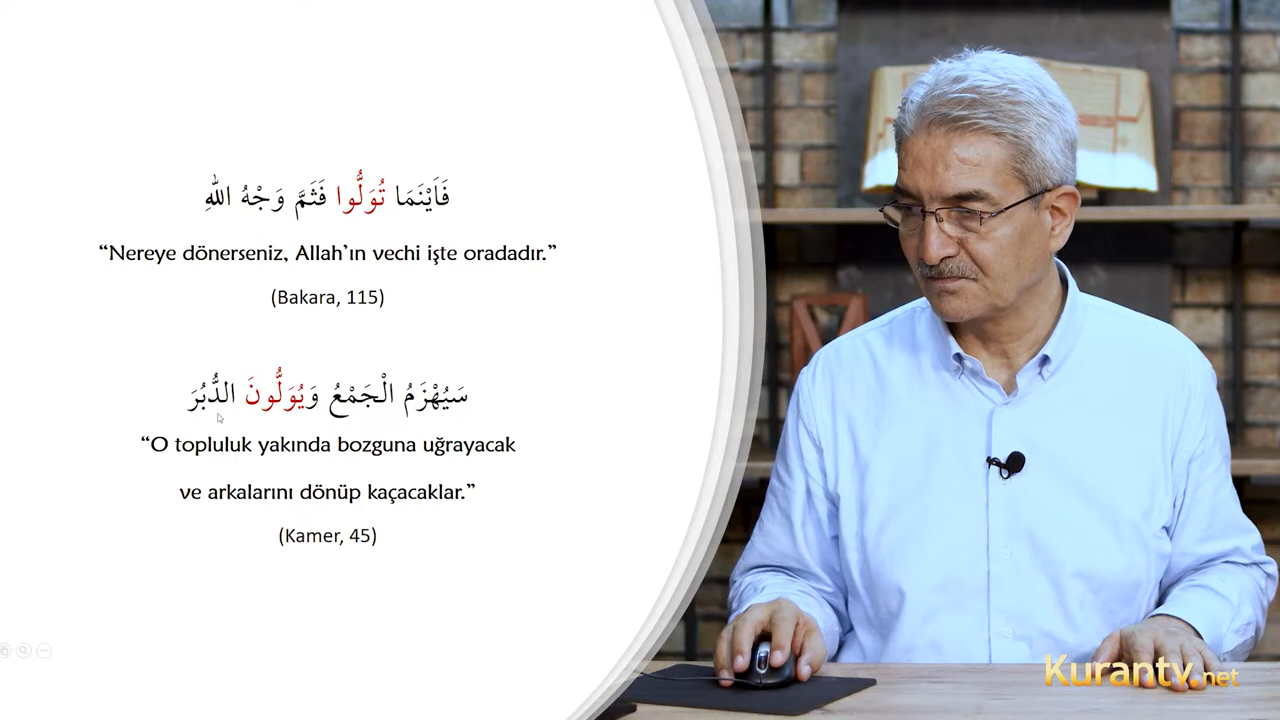 فَاَيْنَمَا تُوَلُّوا فَثَمَّ وَجْهُ اللهِ
“Nereye dönerseniz, Allah’ın vechi işte oradadır.”
(Bakara, 115)
سَيُهْزَمُ الْجَمْعُ وَيُوَلُّونَ الدُّبُرَ
“O topluluk yakında bozguna uğrayacak
ve arkalarını dönüp kaçacaklar.”
(Kamer, 45)
Kurantv.net